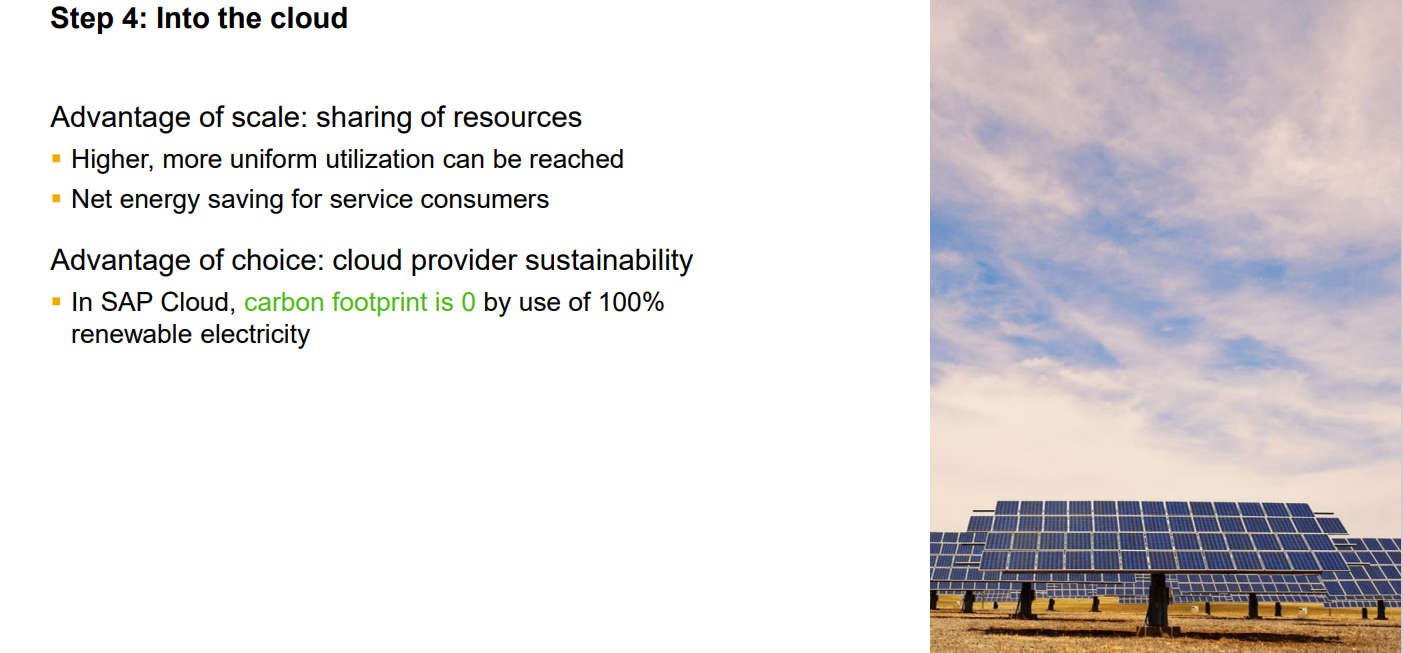 Step 4: Into the cloud
Advantage of scale: sharing of resources
▪ Higher, more uniform utilization can be reached
▪ Net energy saving for service consumers
Advantage of choice: cloud provider sustainability
▪ In SAP Cloud, carbon footprint is 0 by use of 100%
renewable electricity